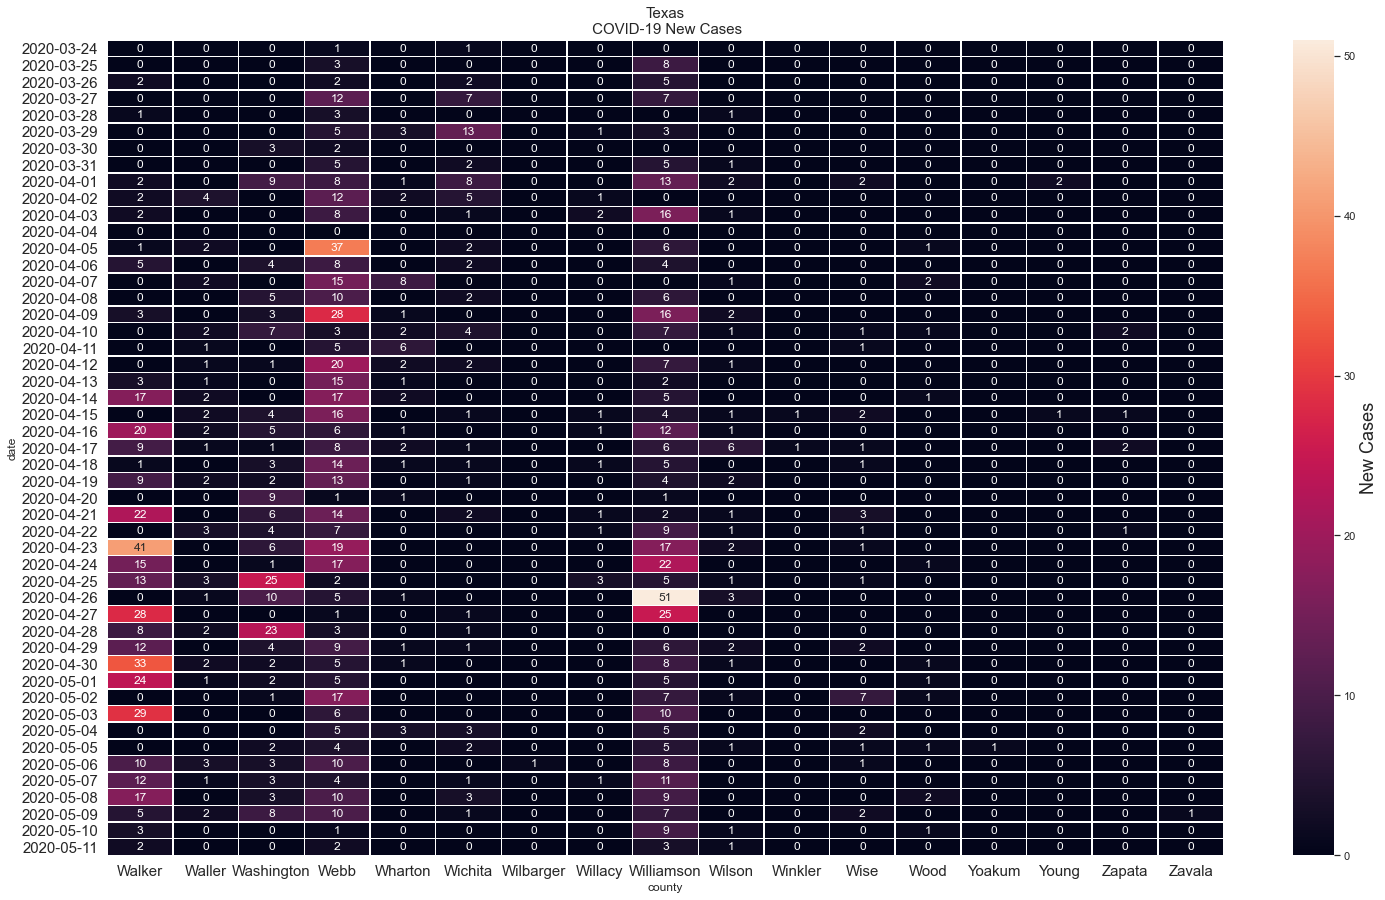 Texas
COVID-19 New Cases
2020-03-24 0 0 0 1 0 1 0 0 0 0 0 0 0 0 0 0 0
2020-03-25 0 0 0 3 0 0 0 0 8 0 0 0 0 0 0 0 0
2020-03-26 2 0 0 2 0 2 0 0 5 0 0 0 0 0 0 0 0
2020-03-27 0 0 0 12 0 7 0 0 7 0 0 0 0 0 0 0 0
2020-03-28 1 0 0 3 0 0 0 0 0 1 0 0 0 0 0 0 0
2020-03-29 0 0 0 5 3 13 0 1 3 0 0 0 0 0 0 0 0
2020-03-30 0 0 3 2 0 0 0 0 0 0 0 0 0 0 0 0 0
2020-03-31 0 0 0 5 0 2 0 0 5 1 0 0 0 0 0 0 0
2020-04-01 2 0 9 8 1 8 0 0 13 2 0 2 0 0 2 0 0
2020-04-02 2 4 0 12 2 5 0 1 0 0 0 0 0 0 0 0 0
2020-04-03 2 0 0 8 0 1 0 2 16 1 0 0 0 0 0 0 0
2020-04-04 0 0 0 0 0 0 0 0 0 0 0 0 0 0 0 0 0
2020-04-05 1 2 0 37 0 2 0 0 6 0 0 0 1 0 0 0 0
2020-04-06 5 0 4 8 0 2 0 0 4 0 0 0 0 0 0 0 0
2020-04-07 0 2 0 15 8 0 0 0 0 1 0 0 2 0 0 0 0
2020-04-08 0 0 5 10 0 2 0 0 6 0 0 0 0 0 0 0 0
2020-04-09 3 0 3 28 1 0 0 0 16 2 0 0 0 0 0 0 0
2020-04-10 0 2 7 3 2 4 0 0 7 1 0 1 1 0 0 2 0
2020-04-11 0 1 0 5 6 0 0 0 0 0 0 1 0 0 0 0 0
2020-04-12 0 1 1 20 2 2 0 0 7 1 0 0 0 0 0 0 0
2020-04-13 3 1 0 15 1 0 0 0 2 0 0 0 0 0 0 0 0
2020-04-14 17 2 0 17 2 0 0 0 5 0 0 0 1 0 0 0 0
2020-04-15 0 2 4 16 0 1 0 1 4 1 1 2 0 0 1 1 0
2020-04-16 20 2 5 6 1 0 0 1 12 1 0 0 0 0 0 0 0
2020-04-17 9 1 1 8 2 1 0 0 6 6 1 1 0 0 0 2 0
2020-04-18 1 0 3 14 1 1 0 1 5 0 0 1 0 0 0 0 0
2020-04-19 9 2 2 13 0 1 0 0 4 2 0 0 0 0 0 0 0
2020-04-20 0 0 9 1 1 0 0 0 1 0 0 0 0 0 0 0 0
2020-04-21 22 0 6 14 0 2 0 1 2 1 0 3 0 0 0 0 0
2020-04-22 0 3 4 7 0 0 0 1 9 1 0 1 0 0 0 1 0
2020-04-23 41 0 6 19 0 0 0 0 17 2 0 1 0 0 0 0 0
2020-04-24 15 0 1 17 0 0 0 0 22 0 0 0 1 0 0 0 0
2020-04-25 13 3 25 2 0 0 0 3 5 1 0 1 0 0 0 0 0
2020-04-26 0 1 10 5 1 0 0 0 51 3 0 0 0 0 0 0 0
2020-04-27 28 0 0 1 0 1 0 0 25 0 0 0 0 0 0 0 0
2020-04-28 8 2 23 3 0 1 0 0 0 0 0 0 0 0 0 0 0
2020-04-29 12 0 4 9 1 1 0 0 6 2 0 2 0 0 0 0 0
2020-04-30 33 2 2 5 1 0 0 0 8 1 0 0 1 0 0 0 0
2020-05-01 24 1 2 5 0 0 0 0 5 0 0 0 1 0 0 0 0
2020-05-02 0 0 1 17 0 0 0 0 7 1 0 7 1 0 0 0 0
2020-05-03 29 0 0 6 0 0 0 0 10 0 0 0 0 0 0 0 0
2020-05-04 0 0 0 5 3 3 0 0 5 0 0 2 0 0 0 0 0
2020-05-05 0 0 2 4 0 2 0 0 5 1 0 1 1 1 0 0 0
2020-05-06 10 3 3 10 0 0 1 0 8 0 0 1 0 0 0 0 0
2020-05-07 12 1 3 4 0 1 0 1 11 0 0 0 0 0 0 0 0
2020-05-08 17 0 3 10 0 3 0 0 9 0 0 0 2 0 0 0 0
2020-05-09 5 2 8 10 0 1 0 0 7 0 0 2 0 0 0 0 1
2020-05-10 3 0 0 1 0 0 0 0 9 1 0 0 1 0 0 0 0
2020-05-11 2 0 0 2 0 0 0 0 3 1 0 0 0 0 0 0 0
Walker Waller Washington Webb Wharton Wichita Wilbarger Willacy Williamson Wilson Winkler Wise Wood Yoakum Young Zapata Zavala
county
date
50
40
30
20
10
0
New Cases